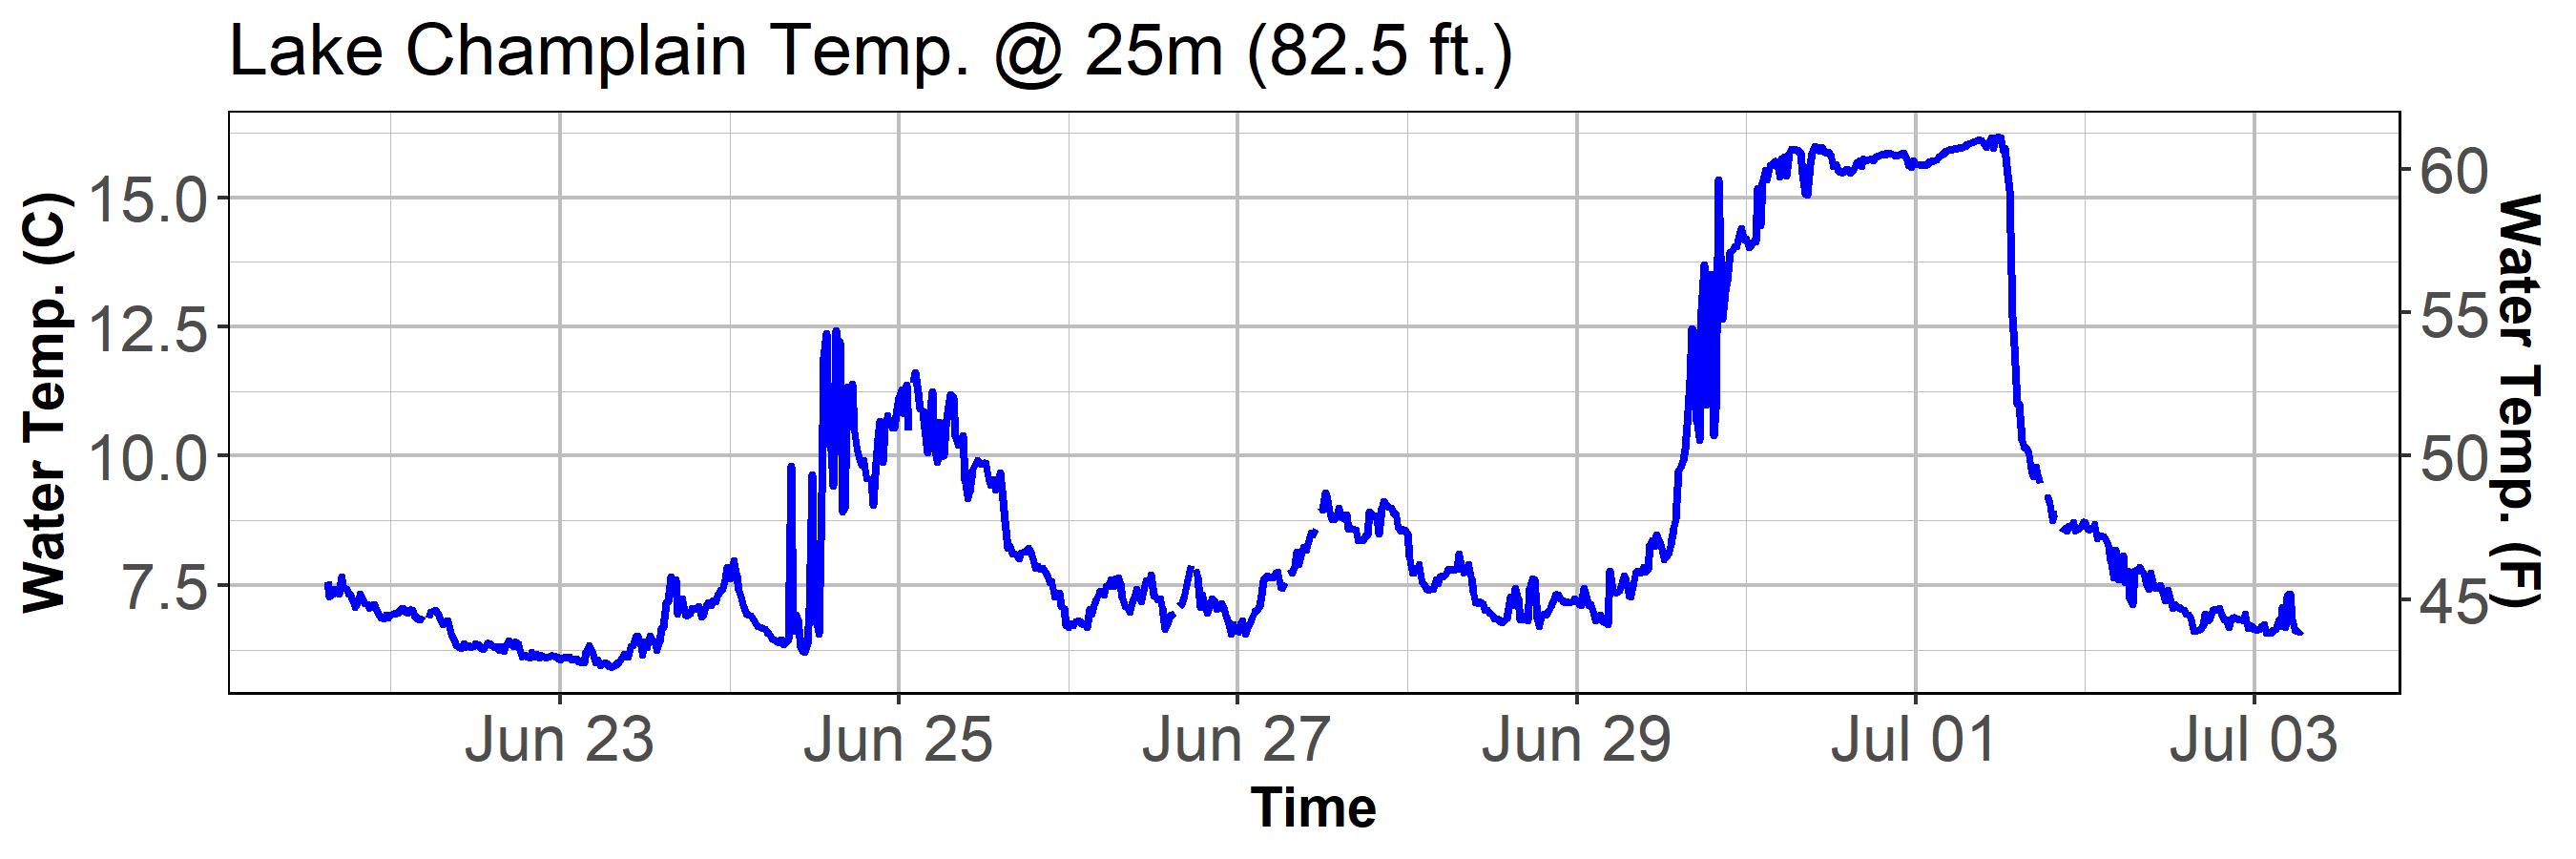 Lake Champlain Temp. @ 25m (82.5 ft.)
Water Temp. (C)
15.0
12.5
10.0
7.5
60
55
50
45
Water Temp. (F)
Jun 23 Jun 25 Jun 27 Jun 29 Jul 01 Jul 03
Time